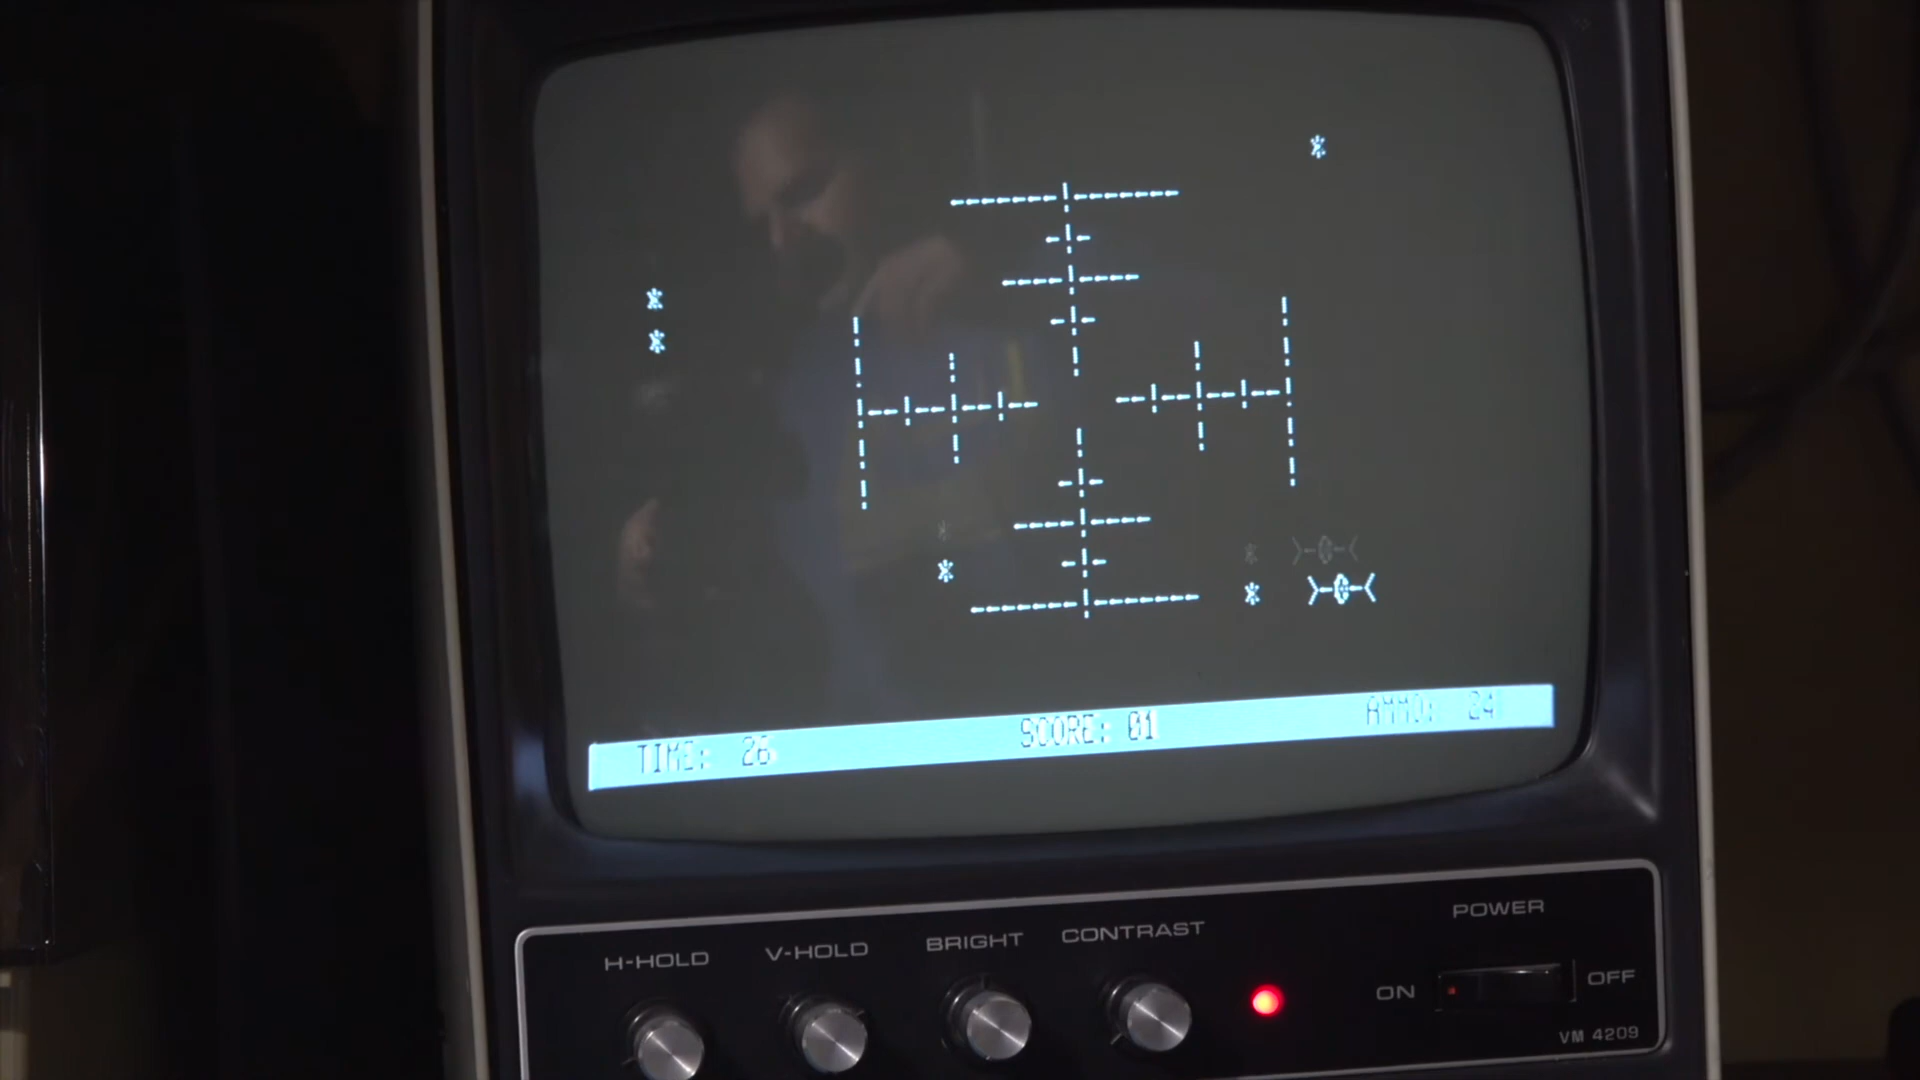 TIME: 26 SCORE: 01 AMMO: 24
H-HOLD V-HOLD BRIGHT CONTRAST POWER
ON OFF
VM 4209